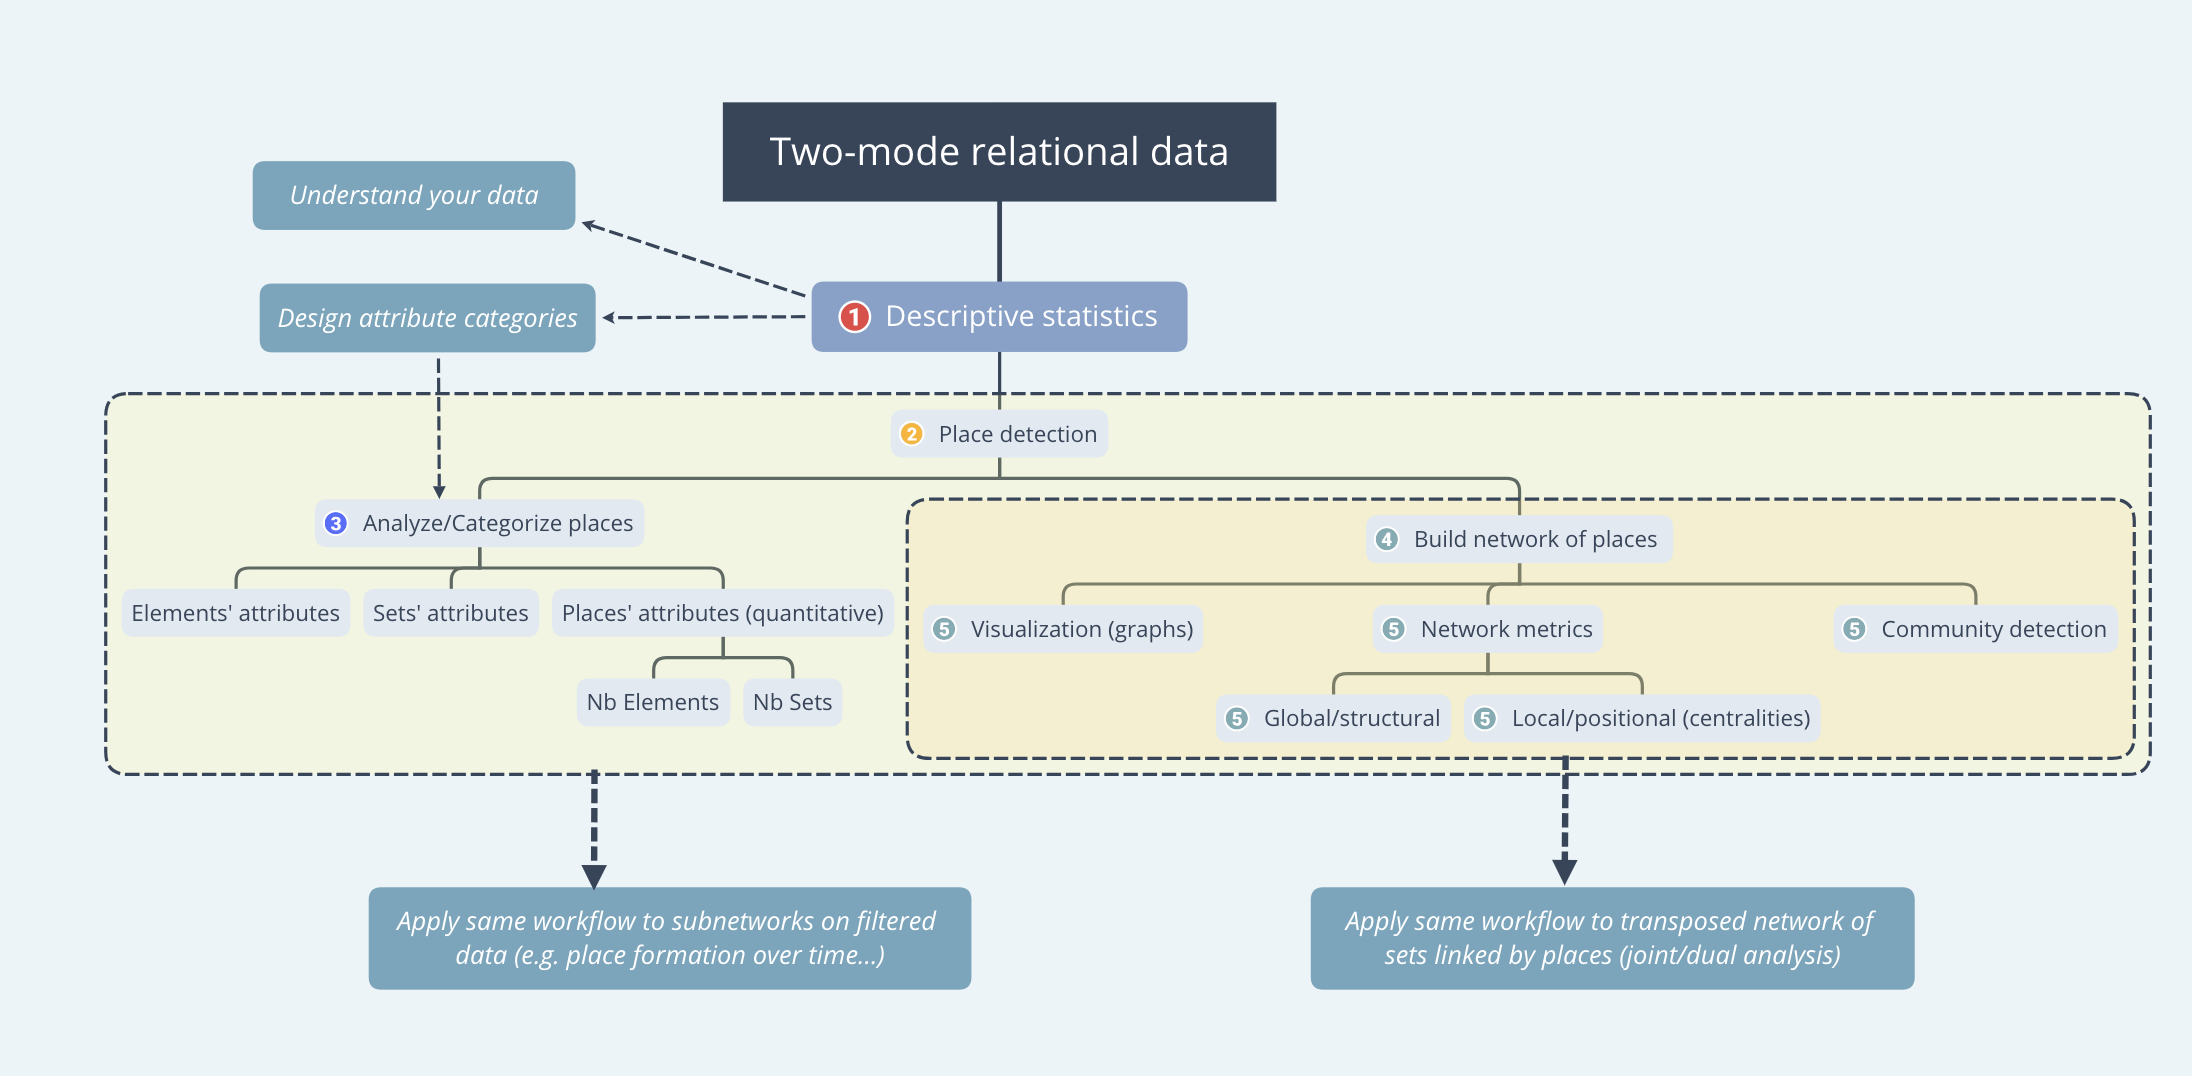 Two-mode relational data
Understand your data
Design attribute categories
1 Descriptive statistics
2 Place detection
3 Analyze/Categorize places
4 Build network of places
Elements' attributes
Sets' attributes
Places' attributes (quantitative)
5 Visualization (graphs)
5 Network metrics
5 Community detection
Nb Elements
Nb Sets
5 Global/structural
5 Local/positional (centralities)
Apply same workflow to subnetworks on filtered
data (e.g. place formation over time...)
Apply same workflow to transposed network of
sets linked by places (joint/dual analysis)